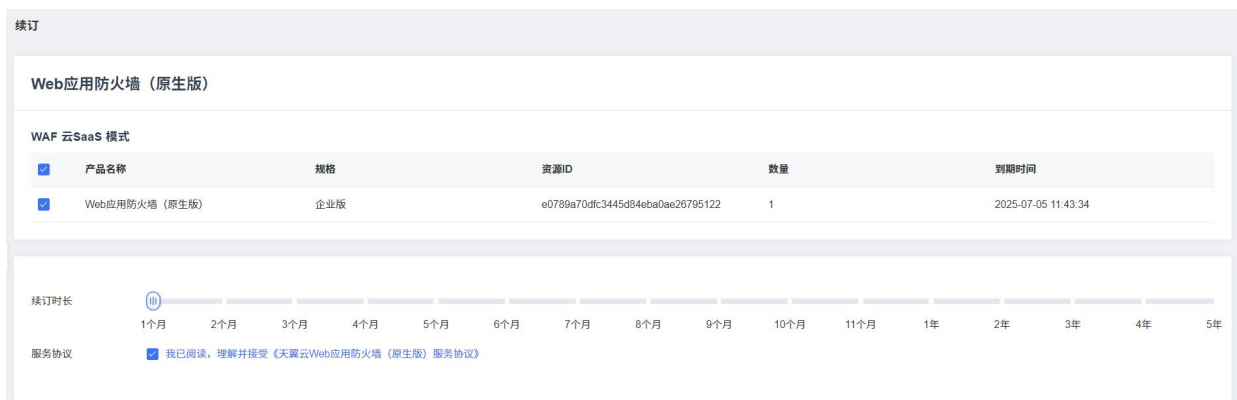 续订
Web应用防火墙（原生版）
WAF 云SaaS 模式
产品名称 规格 资源ID 数量 到期时间
Web应用防火墙（原生版） 企业版 e0789a70dfc3445d84eba0ae26795122 1 2025-07-05 11:43:34
续订时长
1个月 2个月 3个月 4个月 5个月 6个月 7个月 8个月 9个月 10个月 11个月 1年 2年 3年 4年 5年
服务协议 我已阅读，理解并接受《天翼云Web应用防火墙（原生版）服务协议》